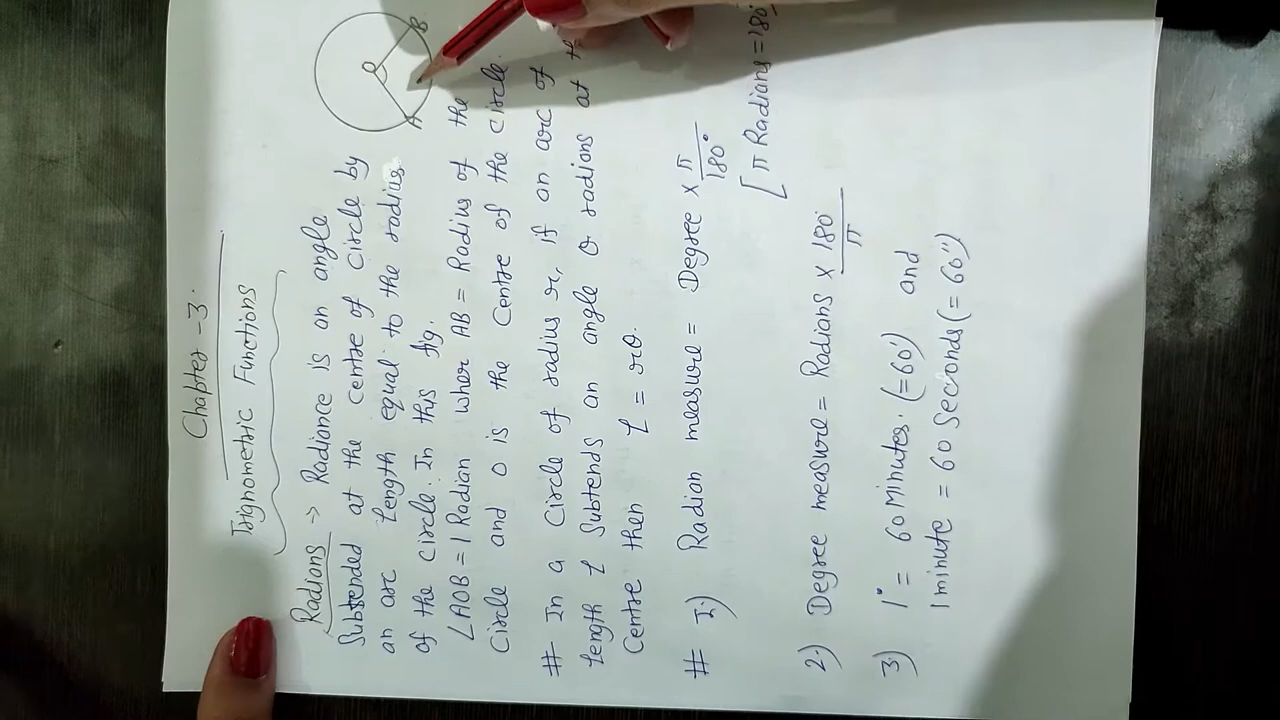 Chapter - 3.
Trignometric Functions
Radians → Radiance is an angle
Subtended at the centre of circle by
an arc length equal to the radius
of the circle. In this fig.
∠AOB = 1 Radian wher AB = Radius of the
Circle and O is the Centre of the circle.
O
A
B
# In a Circle of radius r, if an arc of
length l Subtends an angle θ radians at the
Centre then l = rθ.
# 1.) Radian measure = Degree × π/180°
[π Radians = 180°
2.) Degree measure = Radians × 180°/π
3) 1° = 60 Minutes. (=60') and
1 minute = 60 Seconds (= 60'')